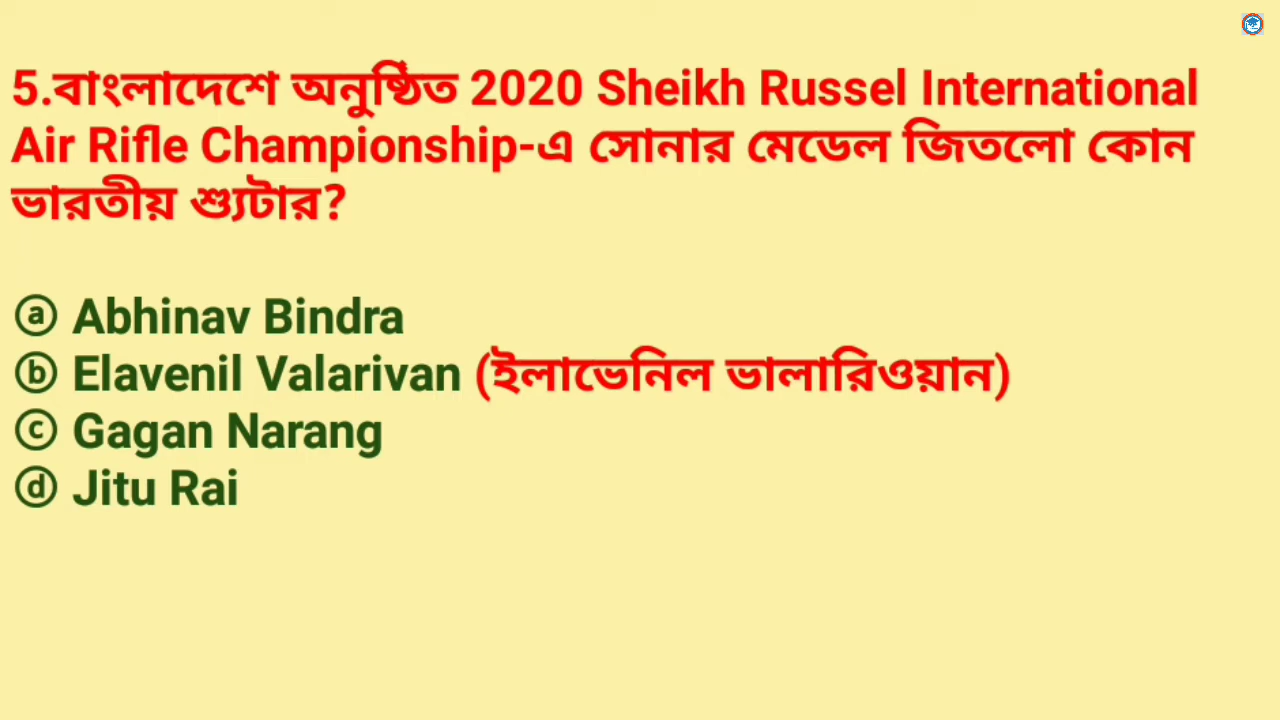 5.বাংলাদেশে অনুষ্ঠিত 2020 Sheikh Russel International
Air Rifle Championship-এ সোনার মেডেল জিতলো কোন
ভারতীয় শ্যুটার?
ⓐ Abhinav Bindra
ⓑ Elavenil Valarivan (ইলাভেনিল ভালারিওয়ান)
ⓒ Gagan Narang
ⓓ Jitu Rai